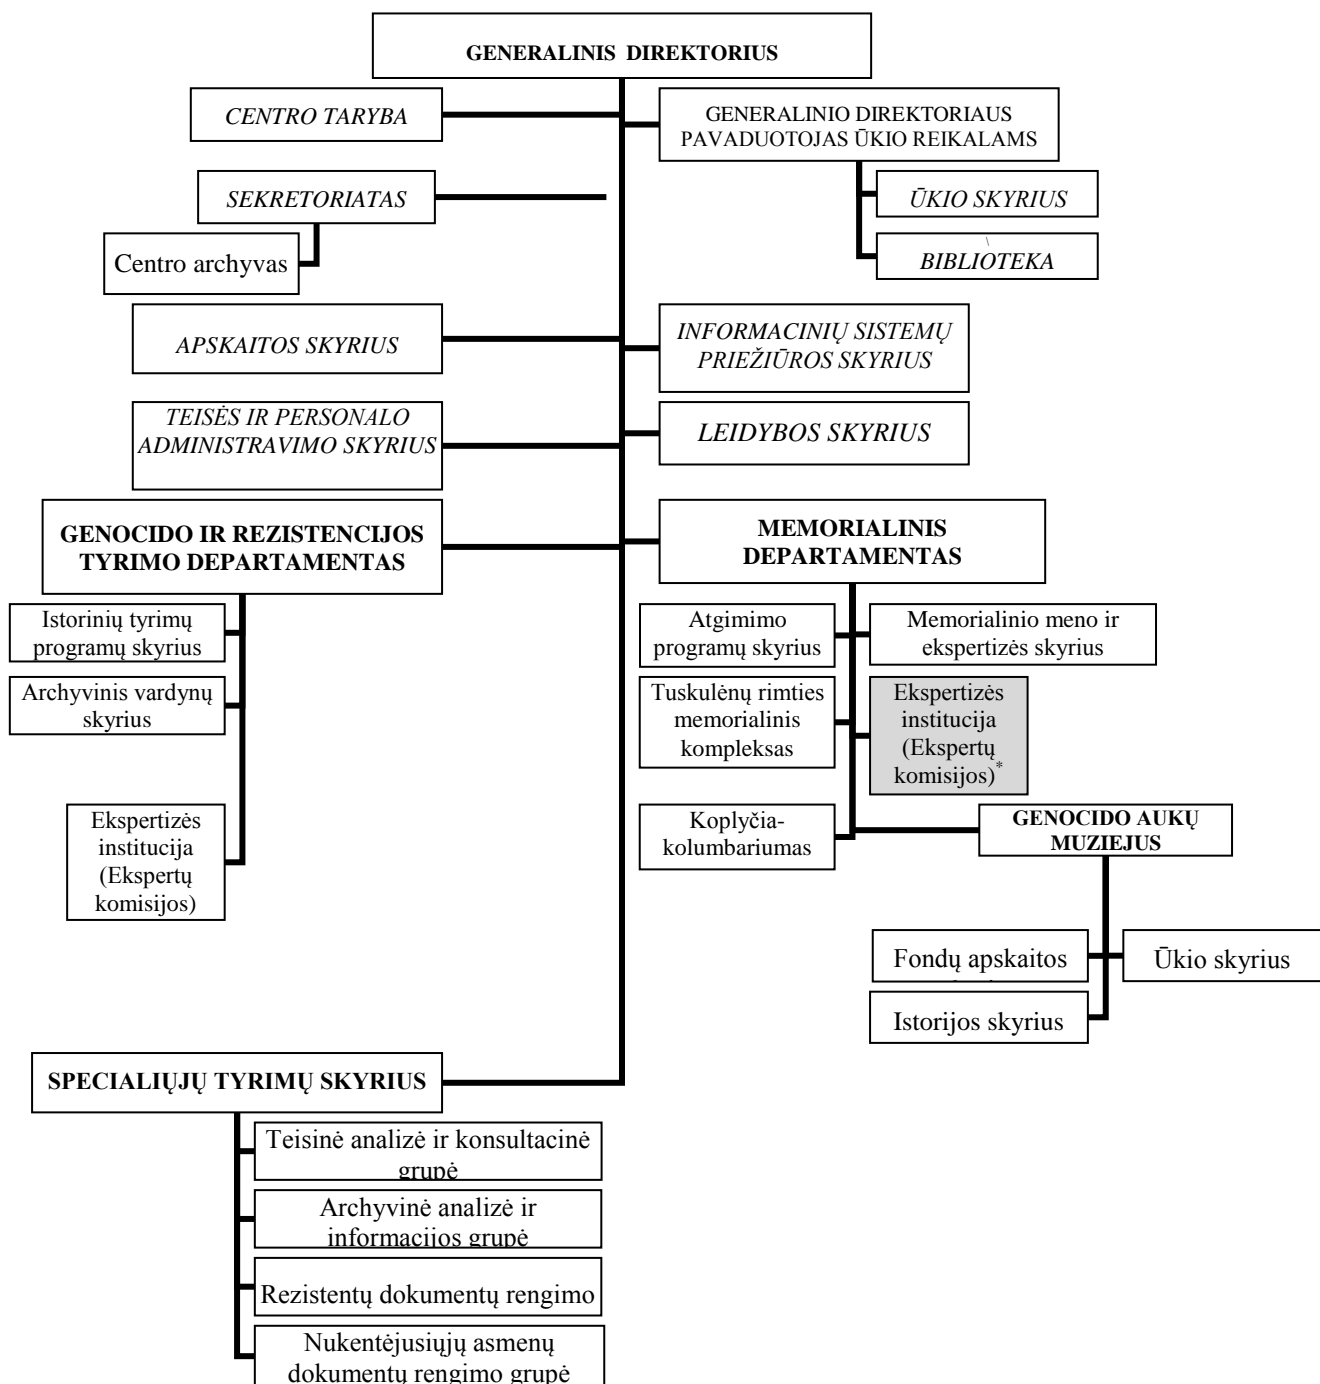 GENERALINIS DIREKTORIUS
CENTRO TARYBA
GENERALINIO DIREKTORIAUS
PAVADUOTOJAS ŪKIO REIKALAMS
SEKRETORIATAS
ŪKIO SKYRIUS
Centro archyvas
\
BIBLIOTEKA
APSKAITOS SKYRIUS
INFORMACINIŲ SISTEMŲ
PRIEŽIŪROS SKYRIUS
TEISĖS IR PERSONALO
ADMINISTRAVIMO SKYRIUS
LEIDYBOS SKYRIUS
GENOCIDO IR REZISTENCIJOS
TYRIMO DEPARTAMENTAS
MEMORIALINIS
DEPARTAMENTAS
Istorinių tyrimų
programų skyrius
Archyvinis vardynų
skyrius
Ekspertizės
institucija
(Ekspertų
komisijos)
Atgimimo
programų skyrius
Memorialinio meno ir
ekspertizės skyrius
Tuskulėnų rimties
memorialinis
kompleksas
Ekspertizės
institucija
(Ekspertų
komisijos)*
Koplyčia-
kolumbariumas
GENOCIDO AUKŲ
MUZIEJUS
Fondų apskaitos
Ūkio skyrius
Istorijos skyrius
SPECIALIŲJŲ TYRIMŲ SKYRIUS
Teisinė analizė ir konsultacinė
grupė
Archyvinė analizė ir
informacijos grupė
Rezistentų dokumentų rengimo
Nukentėjusiųjų asmenų
dokumentų rengimo grupė